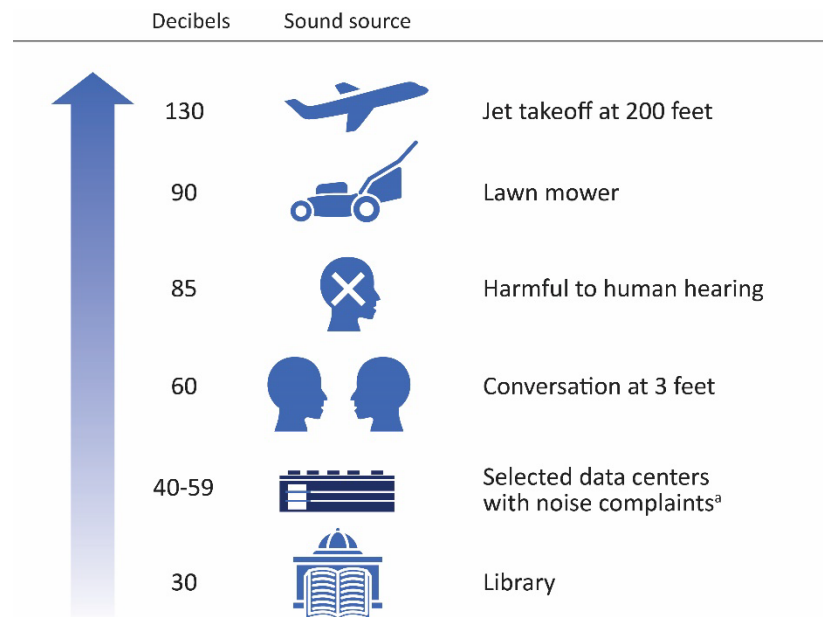 Decibels Sound source
130 Jet takeoff at 200 feet
90 Lawn mower
85 Harmful to human hearing
60 Conversation at 3 feet
40-59 Selected data centers
with noise complaintsᵃ
30 Library